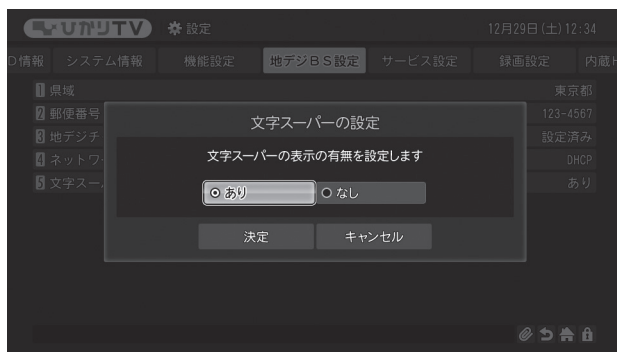 ひかりTV 設定 12月29日(土)12:34
D情報 システム情報 機能設定 地デジBS設定 サービス設定 録画設定 内蔵H
1 県域 東京都
2 郵便番号 123-4567
3 地デジチ 設定済み
4 ネットワ DHCP
5 文字スー あり
文字スーパーの設定
文字スーパーの表示の有無を設定します
あり なし
決定 キャンセル